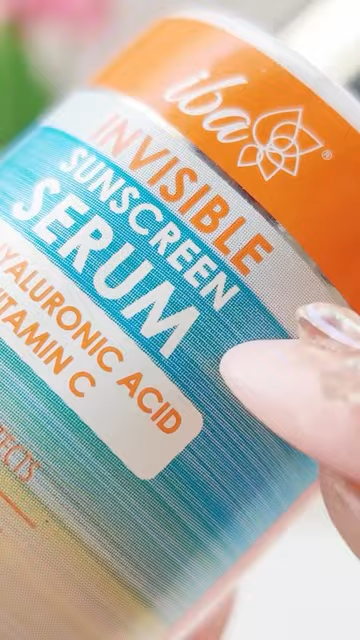 iba®
INVISIBLE
SUNSCREEN
SERUM
HYALURONIC ACID
VITAMIN C